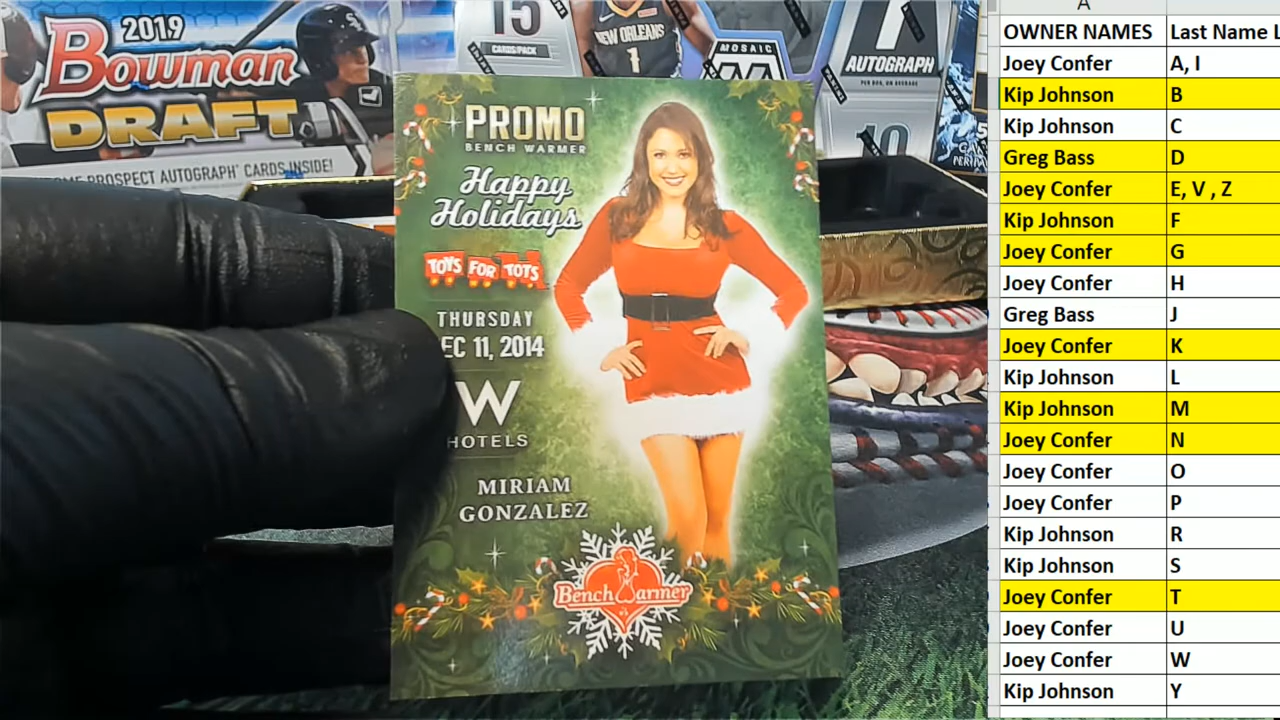 2019
Bowman
DRAFT
PROSPECT AUTOGRAPH CARDS INSIDE!
15
CARDS/PACK
NEW ORLEANS
1
MOSAIC
AUTOGRAPH
10
PROMO
BENCH WARMER
Happy
Holidays
TOYS FOR TOTS
THURSDAY
EC 11, 2014
W
HOTELS
MIRIAM
GONZALEZ
BenchWarmer
A
OWNER NAMES Last Name L
Joey Confer A, I
Kip Johnson B
Kip Johnson C
Greg Bass D
Joey Confer E, V , Z
Kip Johnson F
Joey Confer G
Joey Confer H
Greg Bass J
Joey Confer K
Kip Johnson L
Kip Johnson M
Joey Confer N
Joey Confer O
Joey Confer P
Kip Johnson R
Kip Johnson S
Joey Confer T
Joey Confer U
Joey Confer W
Kip Johnson Y